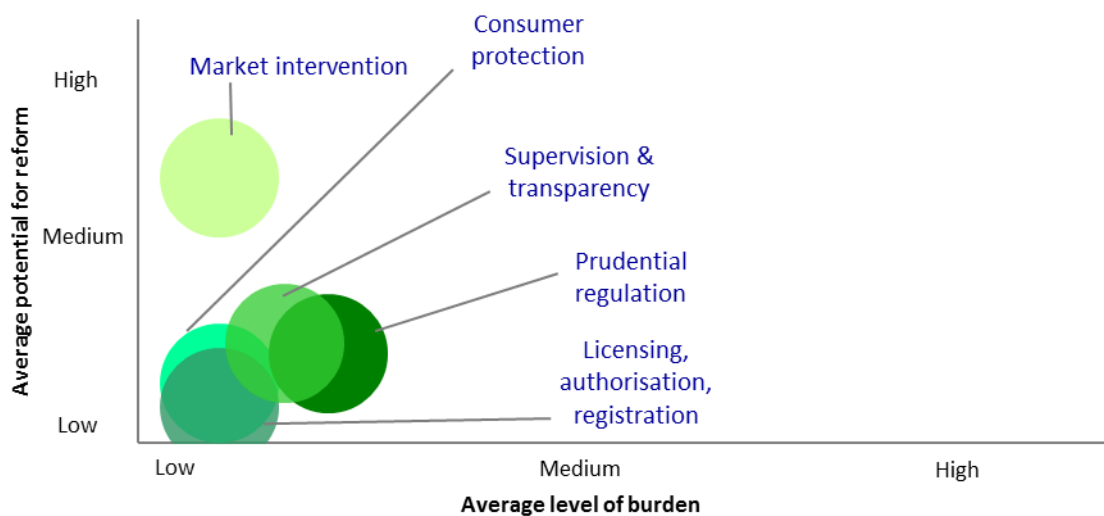 Consumer
protection
Market intervention
High
Supervision &
transparency
Average potential for reform
Medium
Prudential
regulation
Licensing,
authorisation,
registration
Low
Low
Medium
High
Average level of burden